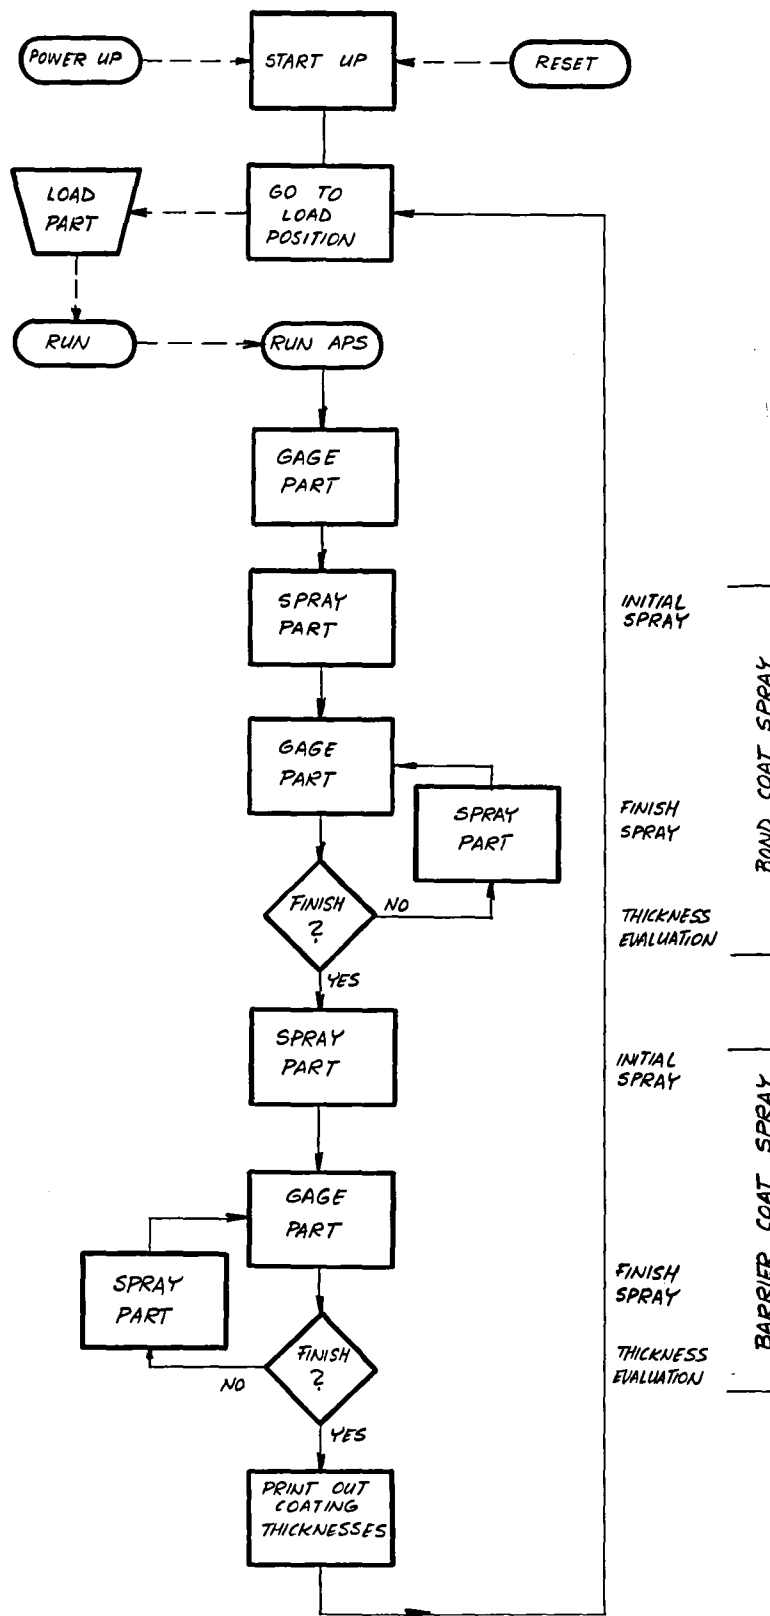 POWER UP
START UP
RESET
LOAD
PART
GO TO
LOAD
POSITION
RUN
RUN APS
GAGE
PART
SPRAY
PART
INITIAL
SPRAY
GAGE
PART
SPRAY
PART
FINISH
SPRAY
BOND COAT SPRAY
FINISH
?
NO
THICKNESS
EVALUATION
YES
SPRAY
PART
INITIAL
SPRAY
GAGE
PART
SPRAY
PART
FINISH
SPRAY
BARRIER COAT SPRAY
FINISH
?
NO
THICKNESS
EVALUATION
YES
PRINT OUT
COATING
THICKNESSES